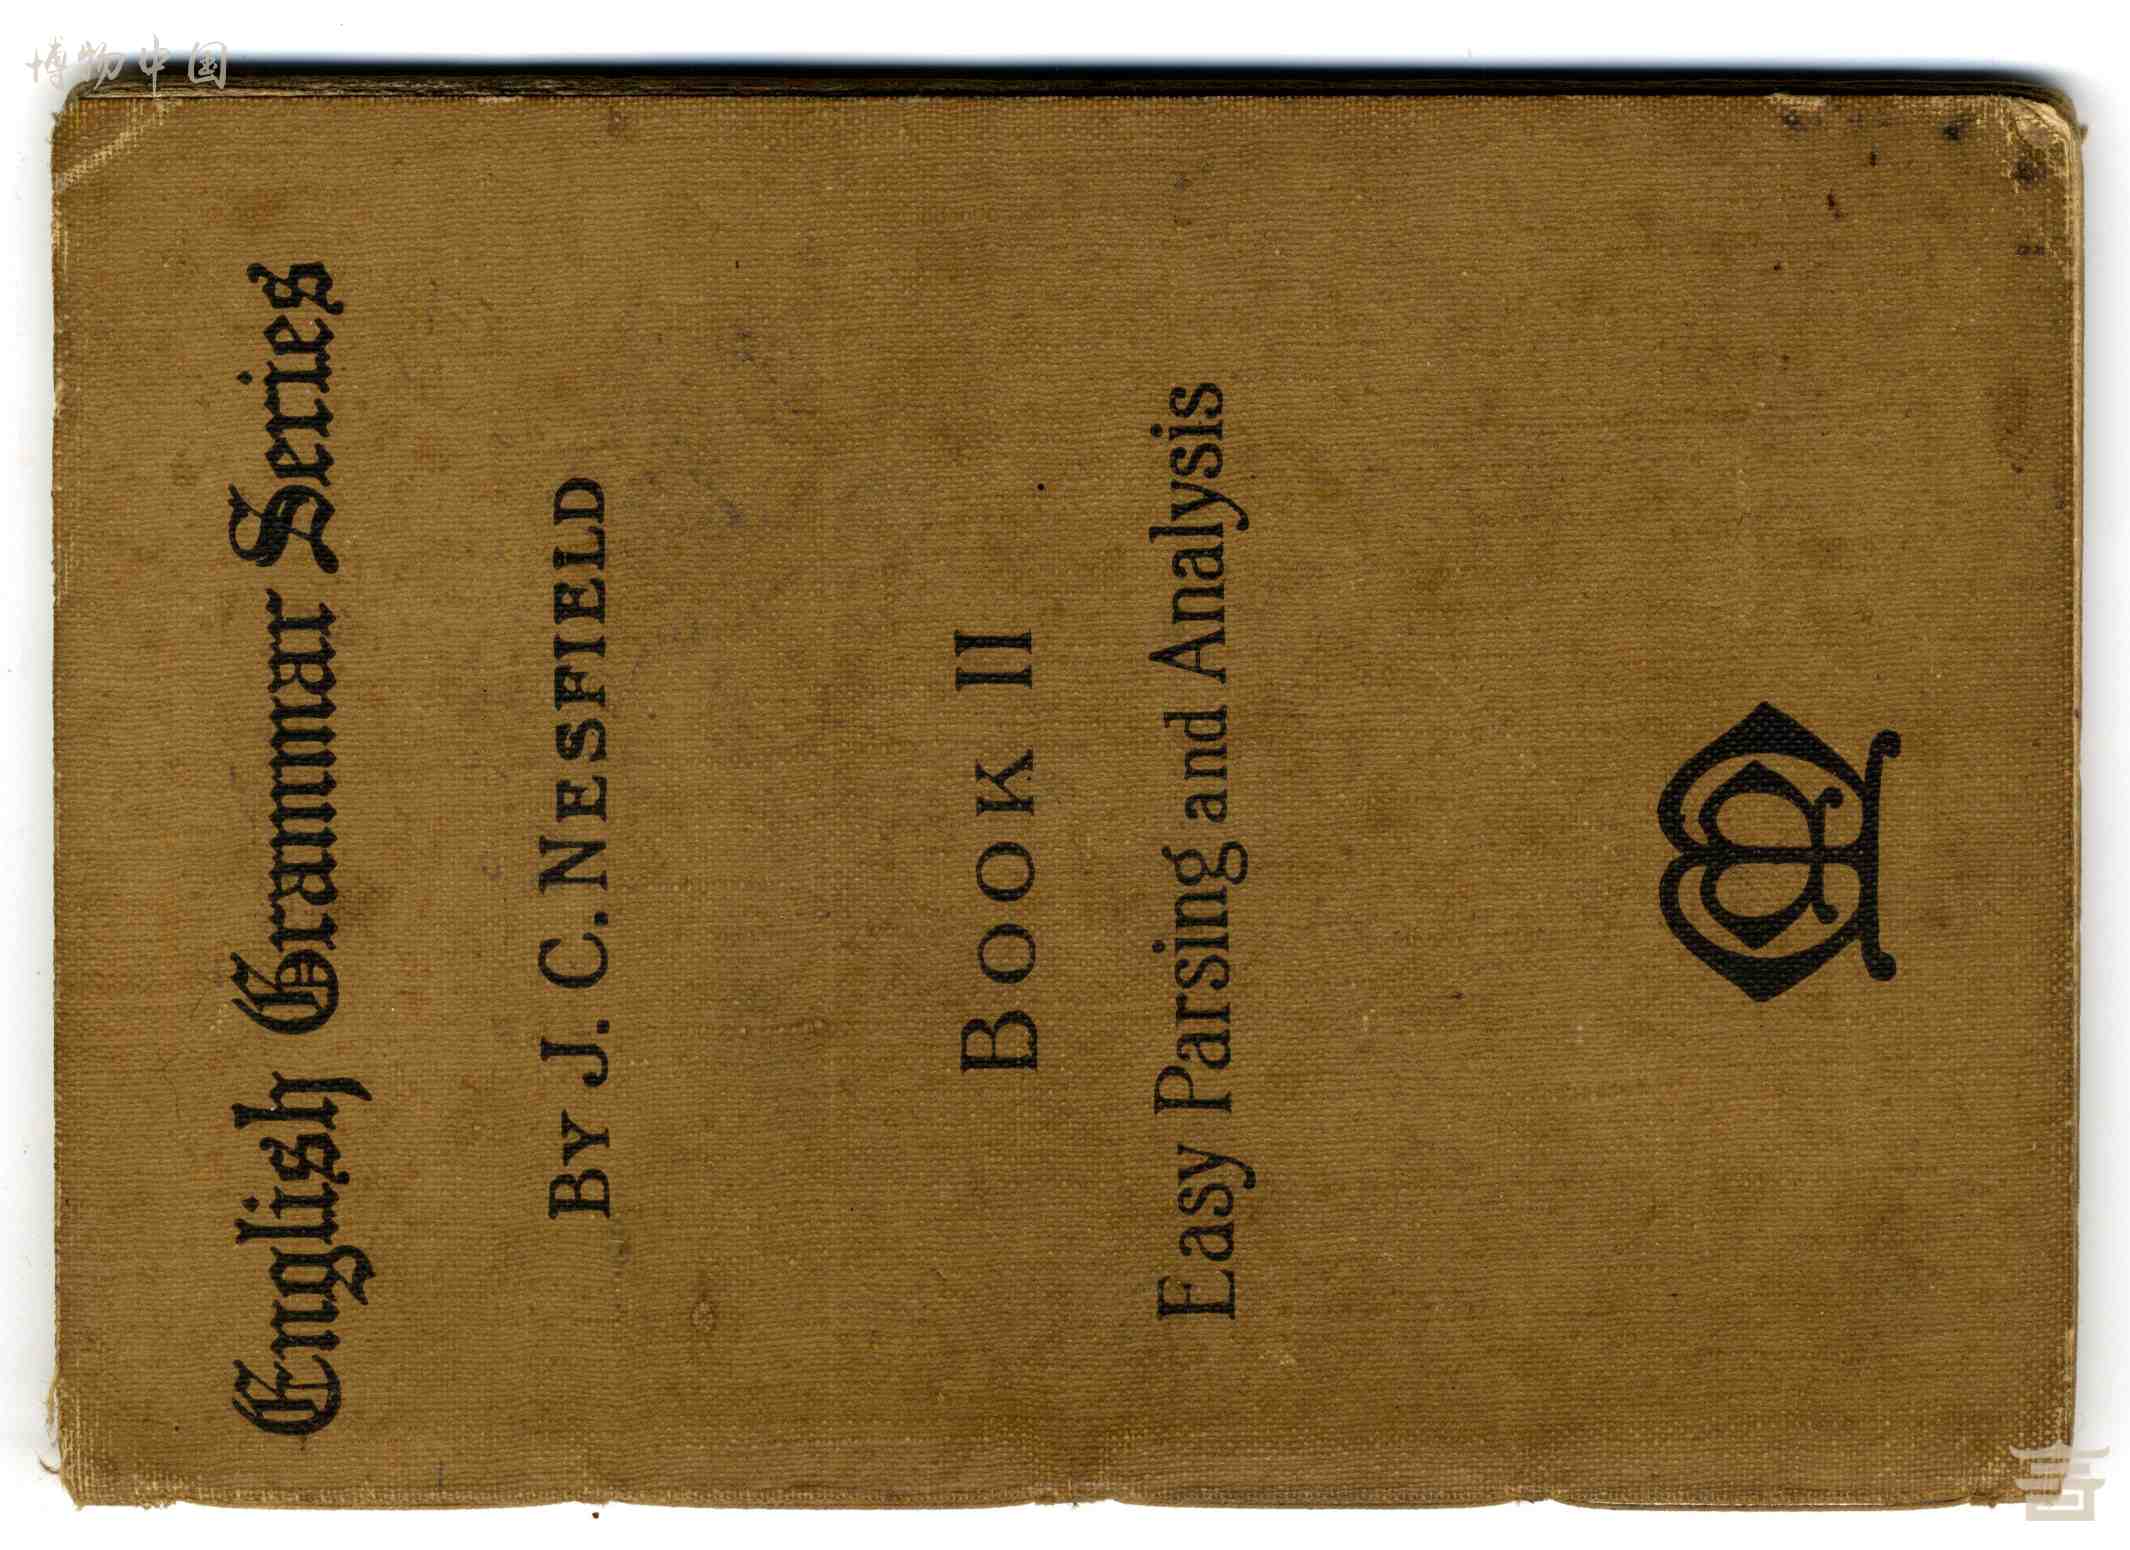 博物中国
English Grammar Series
BY J. C. NESFIELD
BOOK II
Easy Parsing and Analysis